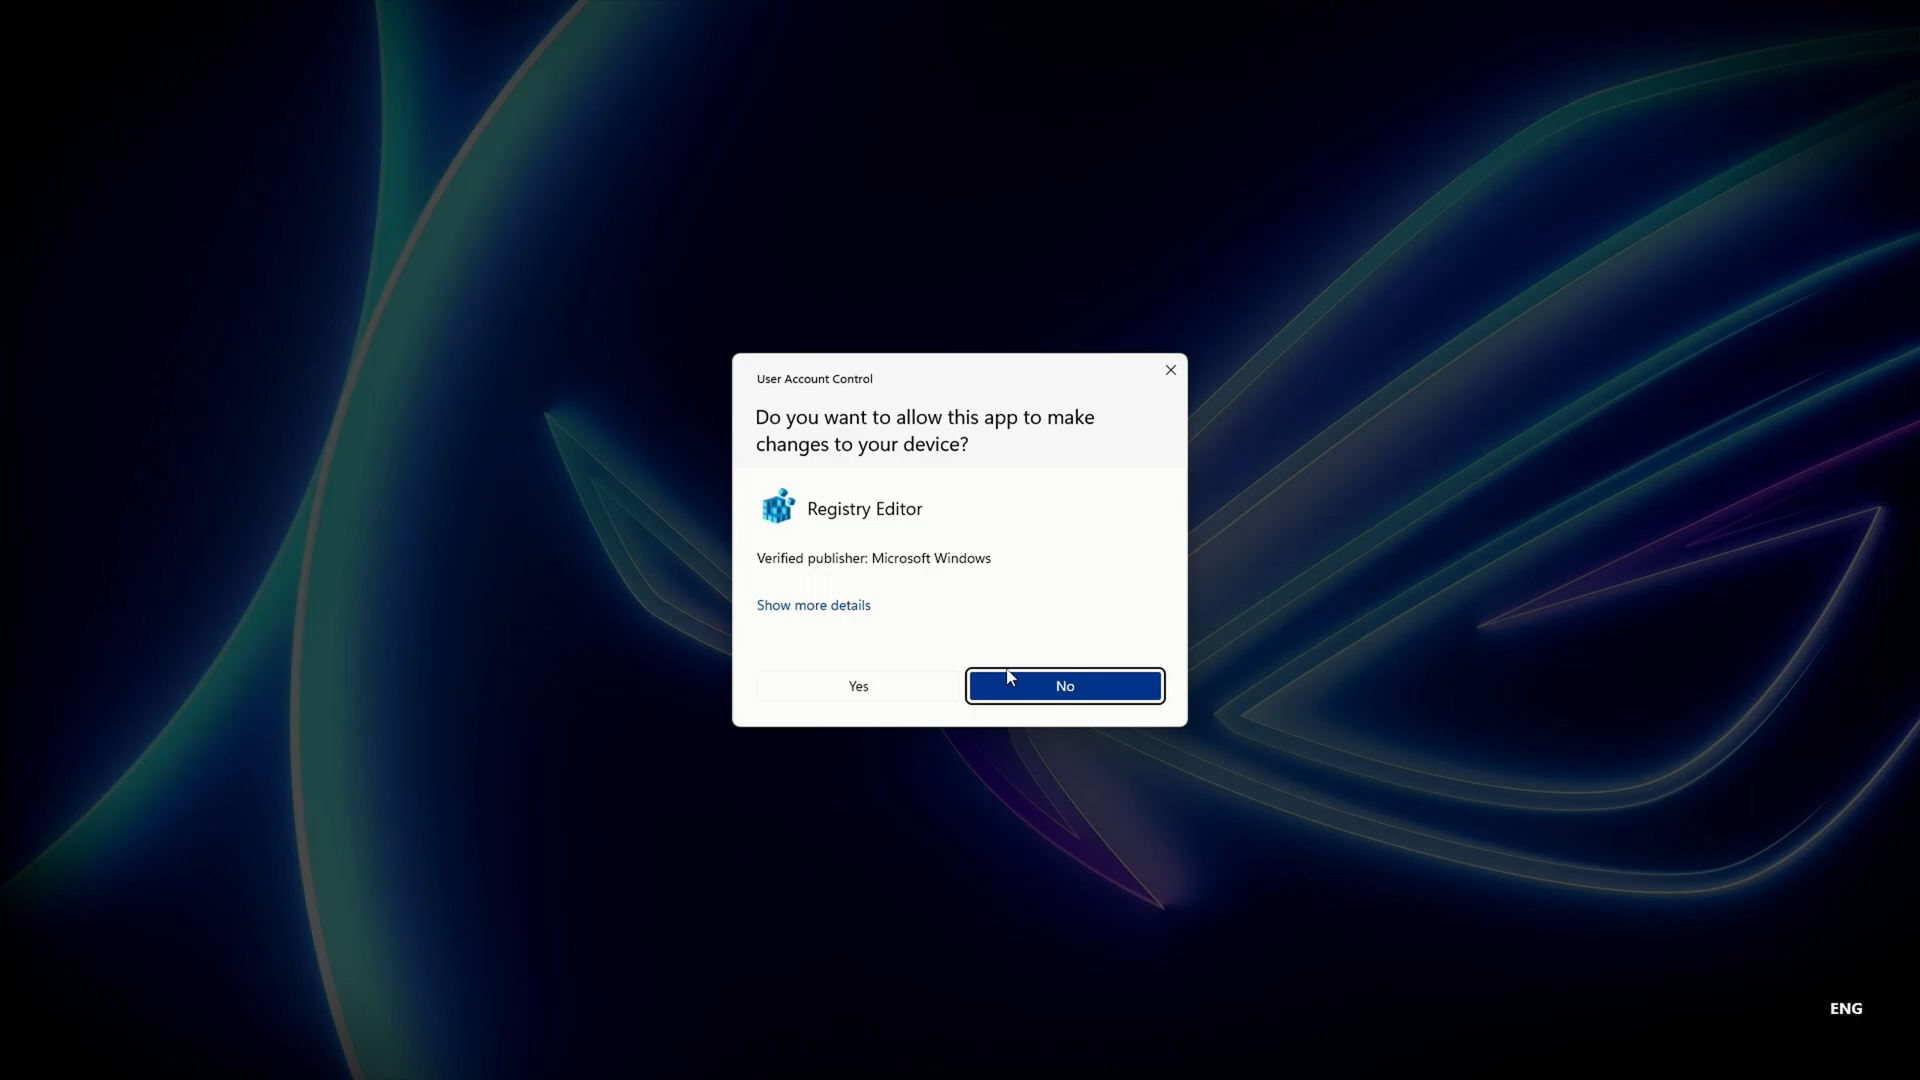 User Account Control
Do you want to allow this app to make
changes to your device?
Registry Editor
Verified publisher: Microsoft Windows
Show more details
Yes
No
ENG